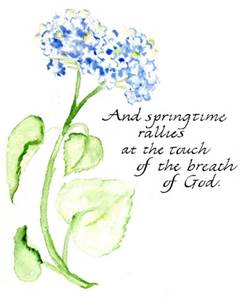 And springtime
rallies
at the touch
of the breath
of God.